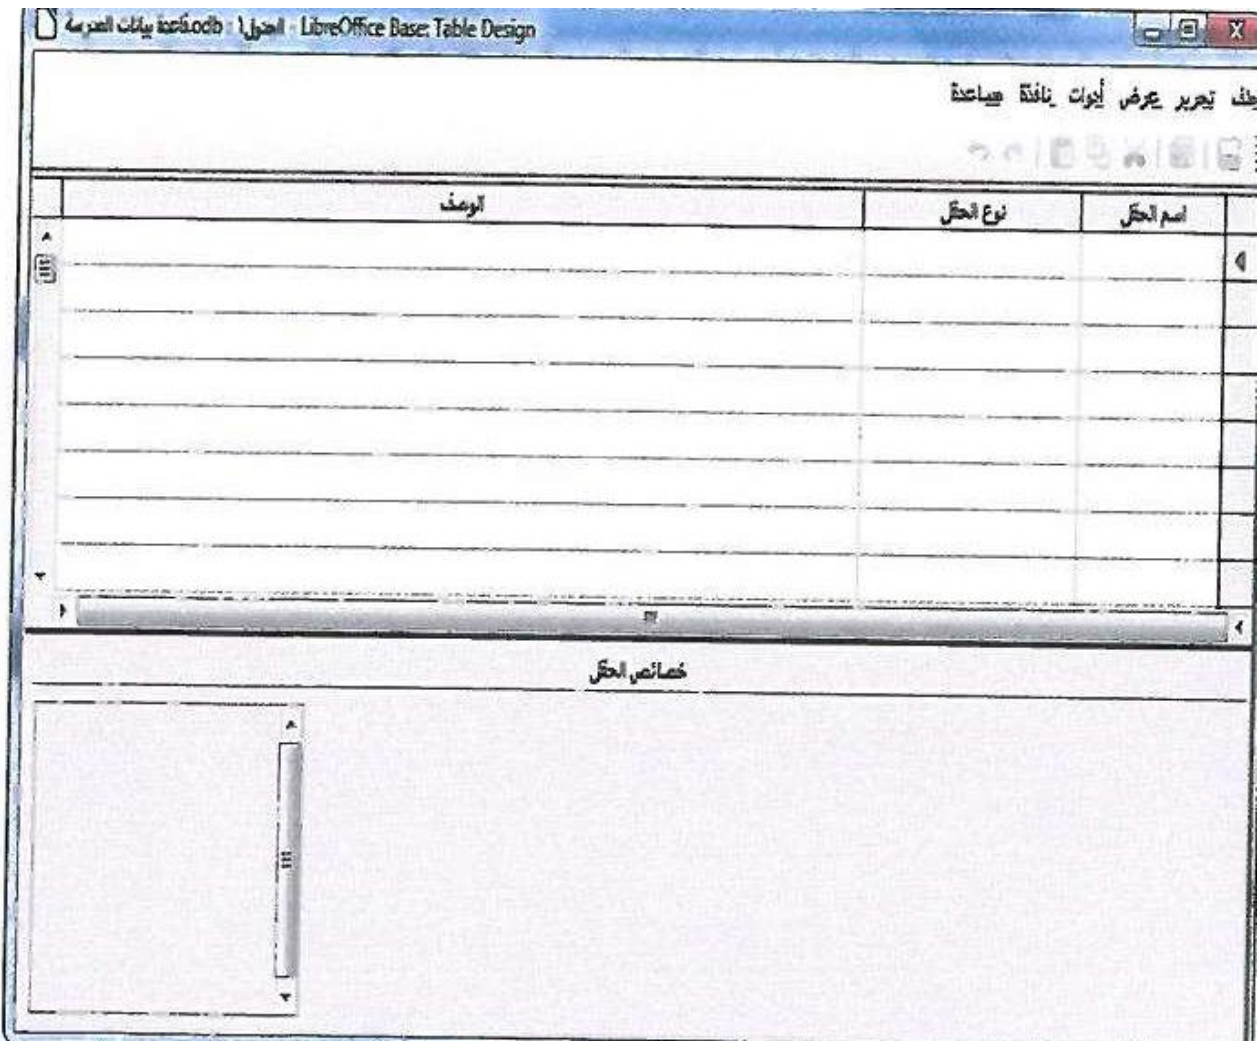 قاعدة بيانات المدرسة.odb : الجدول١ - LibreOffice Base: Table Design
ملف تحرير عرض أدوات نافذة مساعدة
اسم الحقل نوع الحقل الوصف
خصائص الحقل